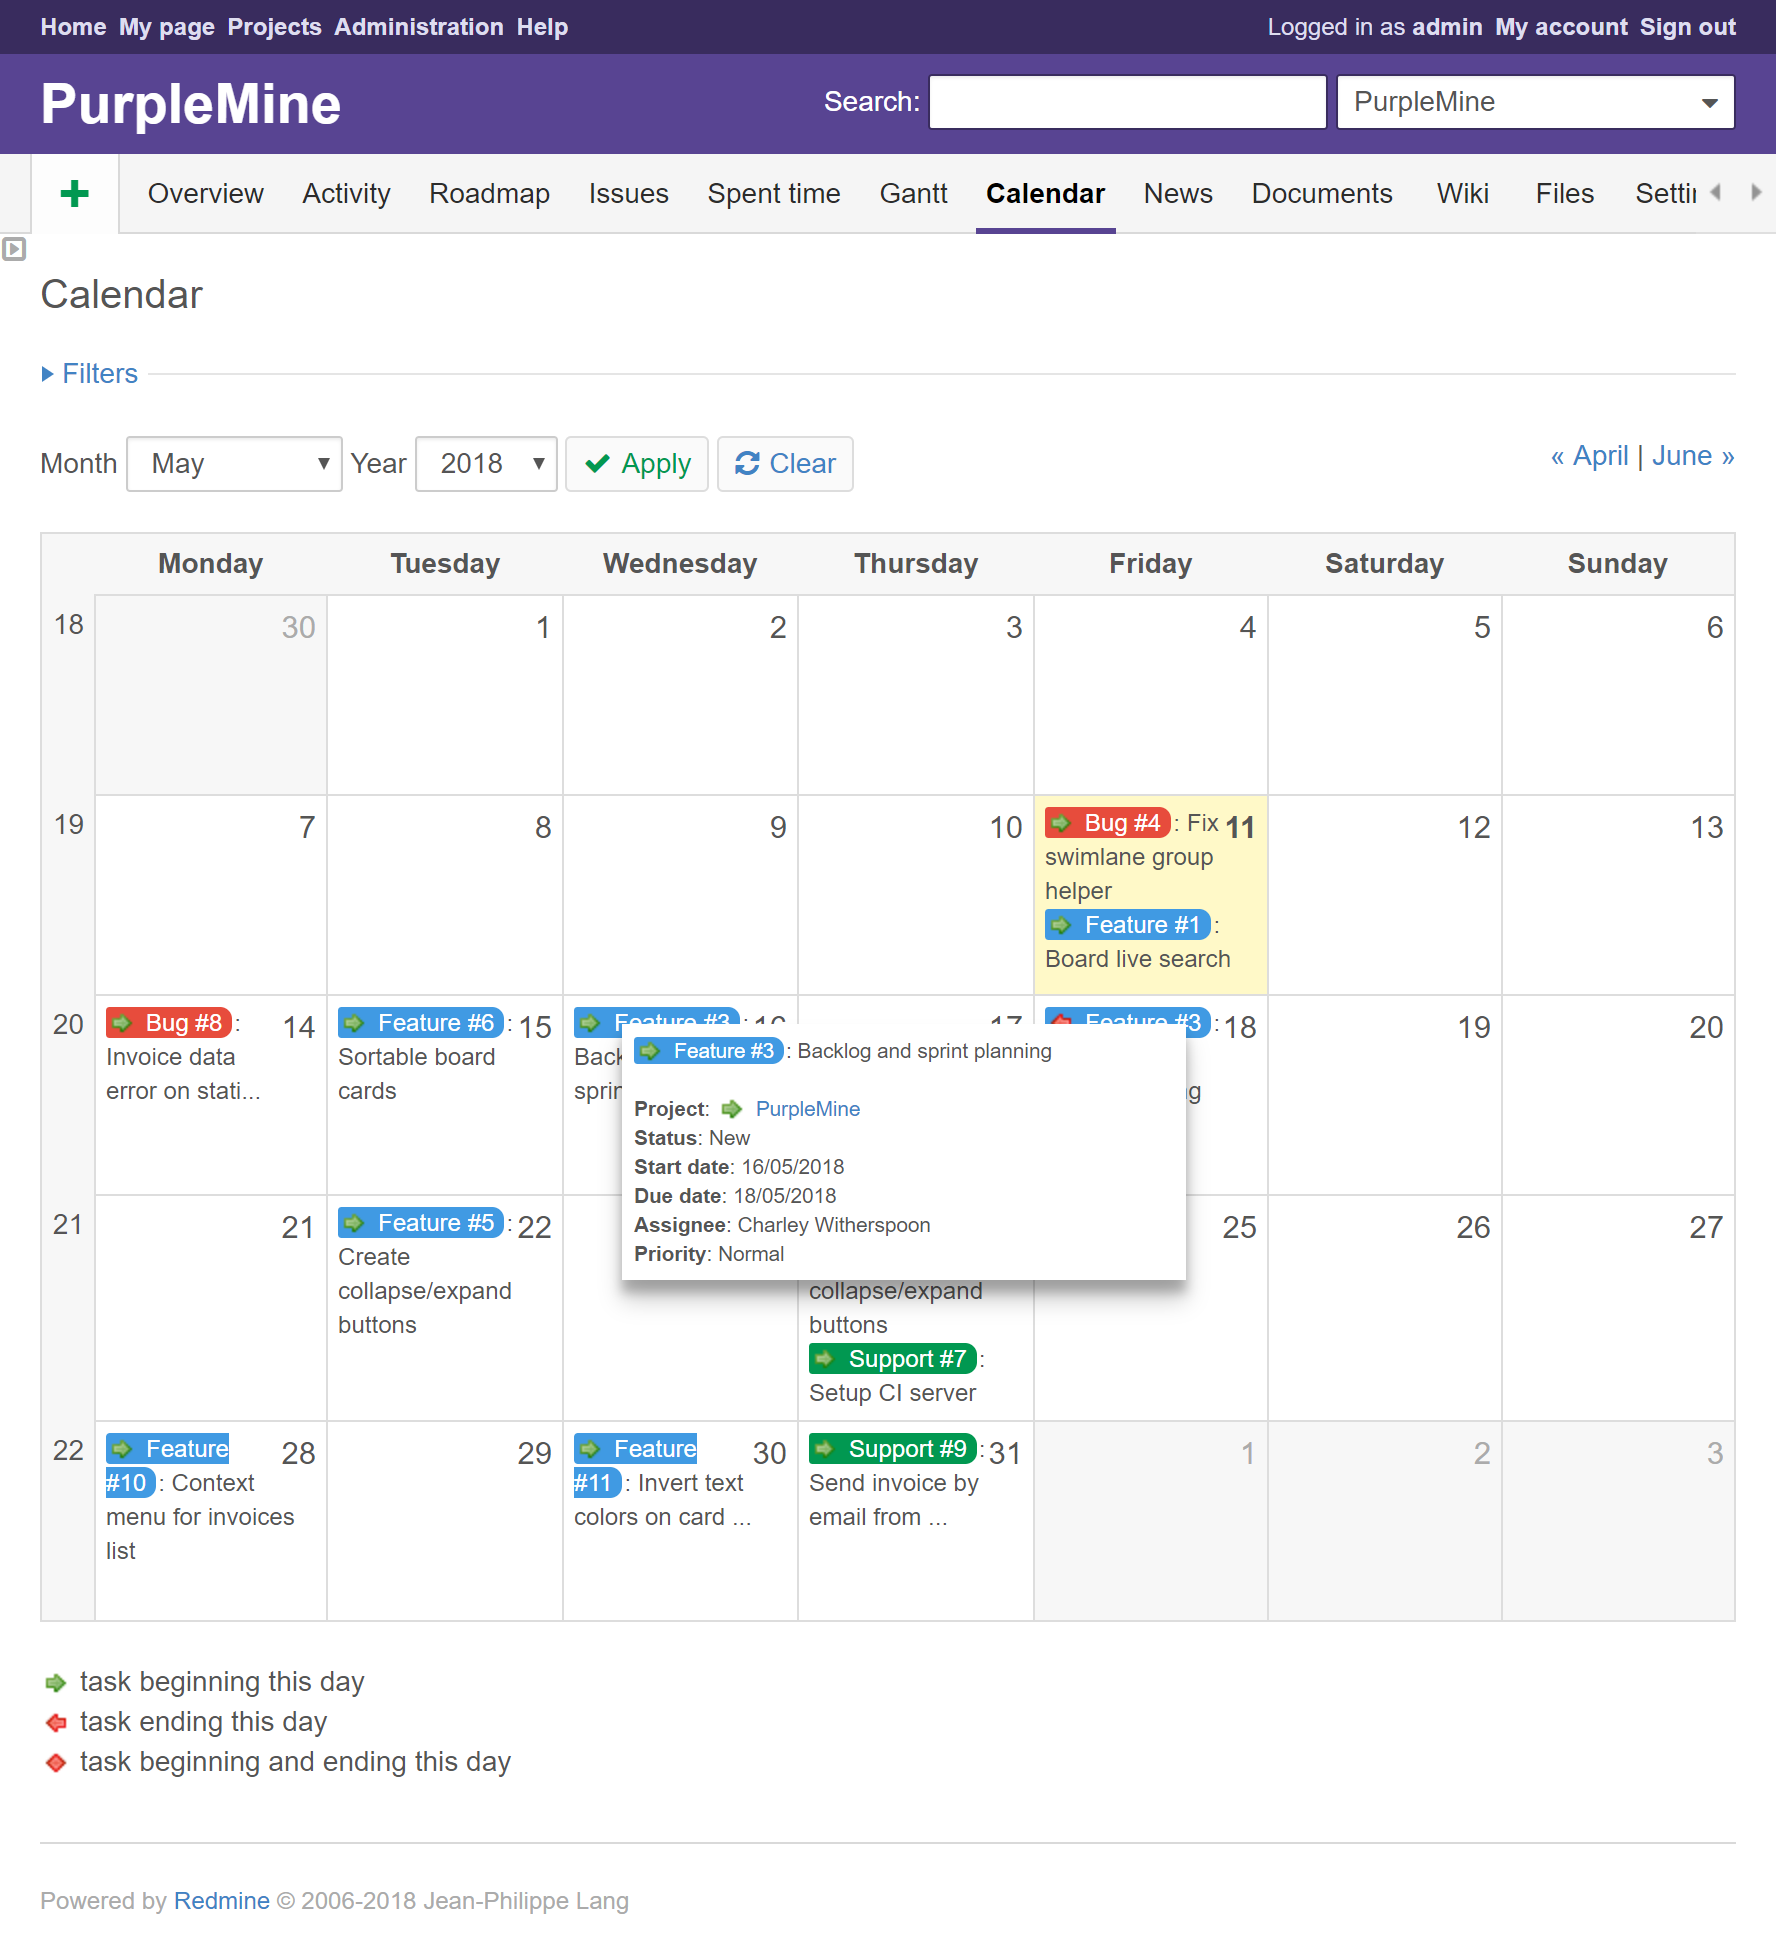 Home My page Projects Administration Help
Logged in as admin My account Sign out
PurpleMine
Search:
PurpleMine
Overview Activity Roadmap Issues Spent time Gantt Calendar News Documents Wiki Files
Calendar
Filters
Month May Year 2018 Apply Clear
« April | June »
Monday Tuesday Wednesday Thursday Friday Saturday Sunday
18 30 1 2 3 4 5 6
19 7 8 9 10 11 12 13
Bug #4 : Fix
swimlane group
helper
Feature #1 :
Board live search
20 14 15 16 17 18 19 20
Bug #8 :
Invoice data
error on stati...
Feature #6 :
Sortable board
cards
Feature #3 :
Feature #3 :
Feature #3 : Backlog and sprint planning
Project: PurpleMine
Status: New
Start date: 16/05/2018
Due date: 18/05/2018
Assignee: Charley Witherspoon
Priority: Normal
21 21 22 25 26 27
Feature #5 :
Create
collapse/expand
buttons
collapse/expand
buttons
Support #7 :
Setup CI server
22 28 29 30 31 1 2 3
Feature
#10 : Context
menu for invoices
list
Feature
#11 : Invert text
colors on card ...
Support #9 :
Send invoice by
email from ...
task beginning this day
task ending this day
task beginning and ending this day
Powered by Redmine © 2006-2018 Jean-Philippe Lang